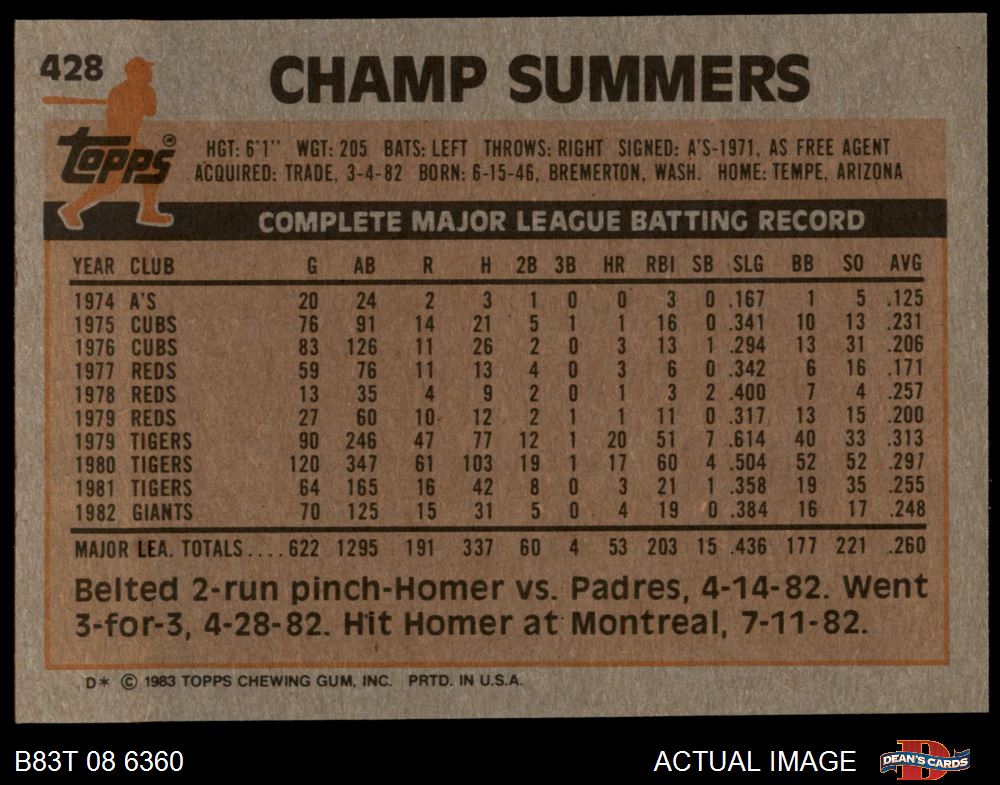 428
CHAMP SUMMERS
Topps
HGT: 6'1'' WGT: 205 BATS: LEFT THROWS: RIGHT SIGNED: A'S-1971, AS FREE AGENT
ACQUIRED: TRADE, 3-4-82 BORN: 6-15-46, BREMERTON, WASH. HOME: TEMPE, ARIZONA
COMPLETE MAJOR LEAGUE BATTING RECORD
YEAR CLUB G AB R H 2B 3B HR RBI SB SLG BB SO AVG
1974 A'S 20 24 2 3 1 0 0 3 0 .167 1 5 .125
1975 CUBS 76 91 14 21 5 1 1 16 0 .341 10 13 .231
1976 CUBS 83 126 11 26 2 0 3 13 1 .294 13 31 .206
1977 REDS 59 76 11 13 4 0 3 6 0 .342 6 16 .171
1978 REDS 13 35 4 9 2 0 1 3 2 .400 7 4 .257
1979 REDS 27 60 10 12 2 1 1 11 0 .317 13 15 .200
1979 TIGERS 90 246 47 77 12 1 20 51 7 .614 40 33 .313
1980 TIGERS 120 347 61 103 19 1 17 60 4 .504 52 52 .297
1981 TIGERS 64 165 16 42 8 0 3 21 1 .358 19 35 .255
1982 GIANTS 70 125 15 31 5 0 4 19 0 .384 16 17 .248
MAJOR LEA. TOTALS.... 622 1295 191 337 60 4 53 203 15 .436 177 221 .260
Belted 2-run pinch-Homer vs. Padres, 4-14-82. Went
3-for-3, 4-28-82. Hit Homer at Montreal, 7-11-82.
D* © 1983 TOPPS CHEWING GUM, INC. PRTD. IN U.S.A.
B83T 08 6360
ACTUAL IMAGE
D
DEAN'S CARDS